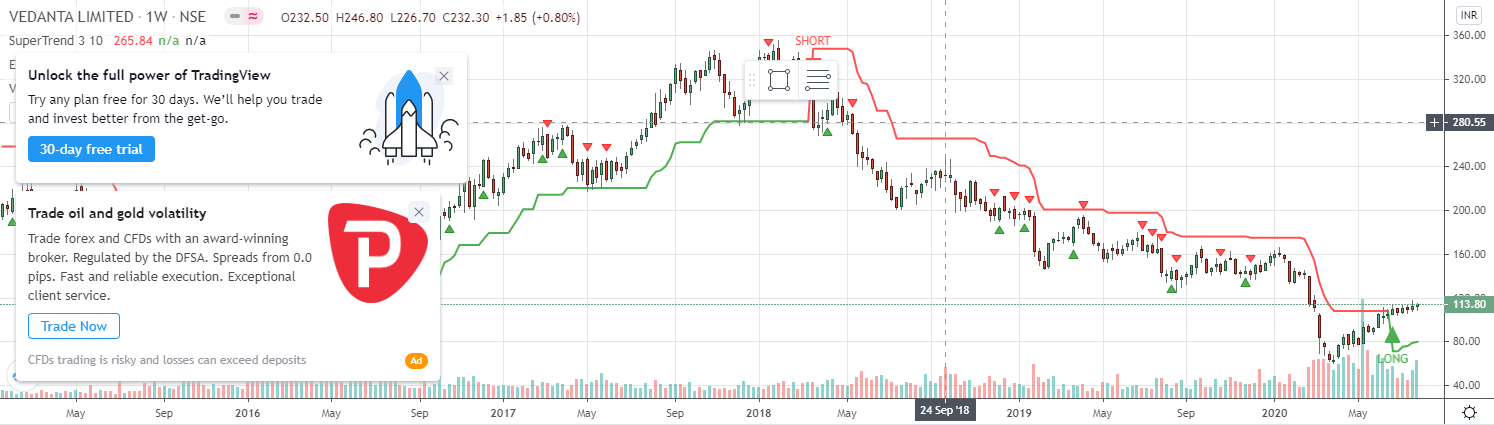 VEDANTA LIMITED · 1W · NSE O232.50 H246.80 L226.70 C232.30 +1.85 (+0.80%)
INR
SuperTrend 3 10 265.84 n/a n/a
SHORT
360.00
E
Unlock the full power of TradingView
320.00
V
Try any plan free for 30 days. We'll help you trade
and invest better from the get-go.
280.55
30-day free trial
240.00
Trade oil and gold volatility
200.00
Trade forex and CFDs with an award-winning
broker. Regulated by the DFSA. Spreads from 0.0
pips. Fast and reliable execution. Exceptional
client service.
160.00
P
113.80
Trade Now
80.00
LONG
CFDs trading is risky and losses can exceed deposits
Ad
40.00
May Sep 2016 May Sep 2017 May Sep 2018 May 24 Sep '18 2019 May Sep 2020 May